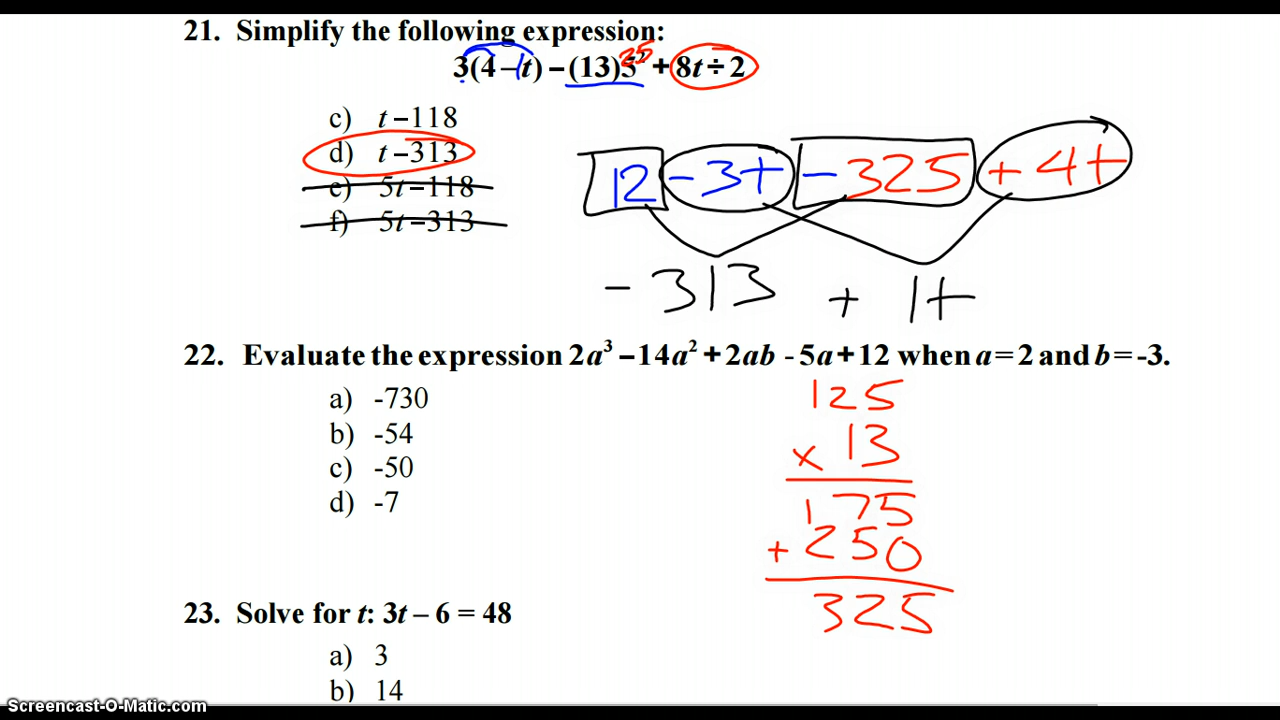 21. Simplify the following expression:
3(4 – t) – (13)5² + 8t ÷ 2
25
c) t – 118
d) t – 313
e) 5t – 118
f) 5t – 313
12 – 3t – 325 + 4t
– 313 + 1t
22. Evaluate the expression 2a³ – 14a² + 2ab - 5a + 12 when a = 2 and b = -3.
a) -730
b) -54
c) -50
d) -7
125
x 13
175
+ 250
325
23. Solve for t: 3t – 6 = 48
a) 3
b) 14
Screencast-O-Matic.com